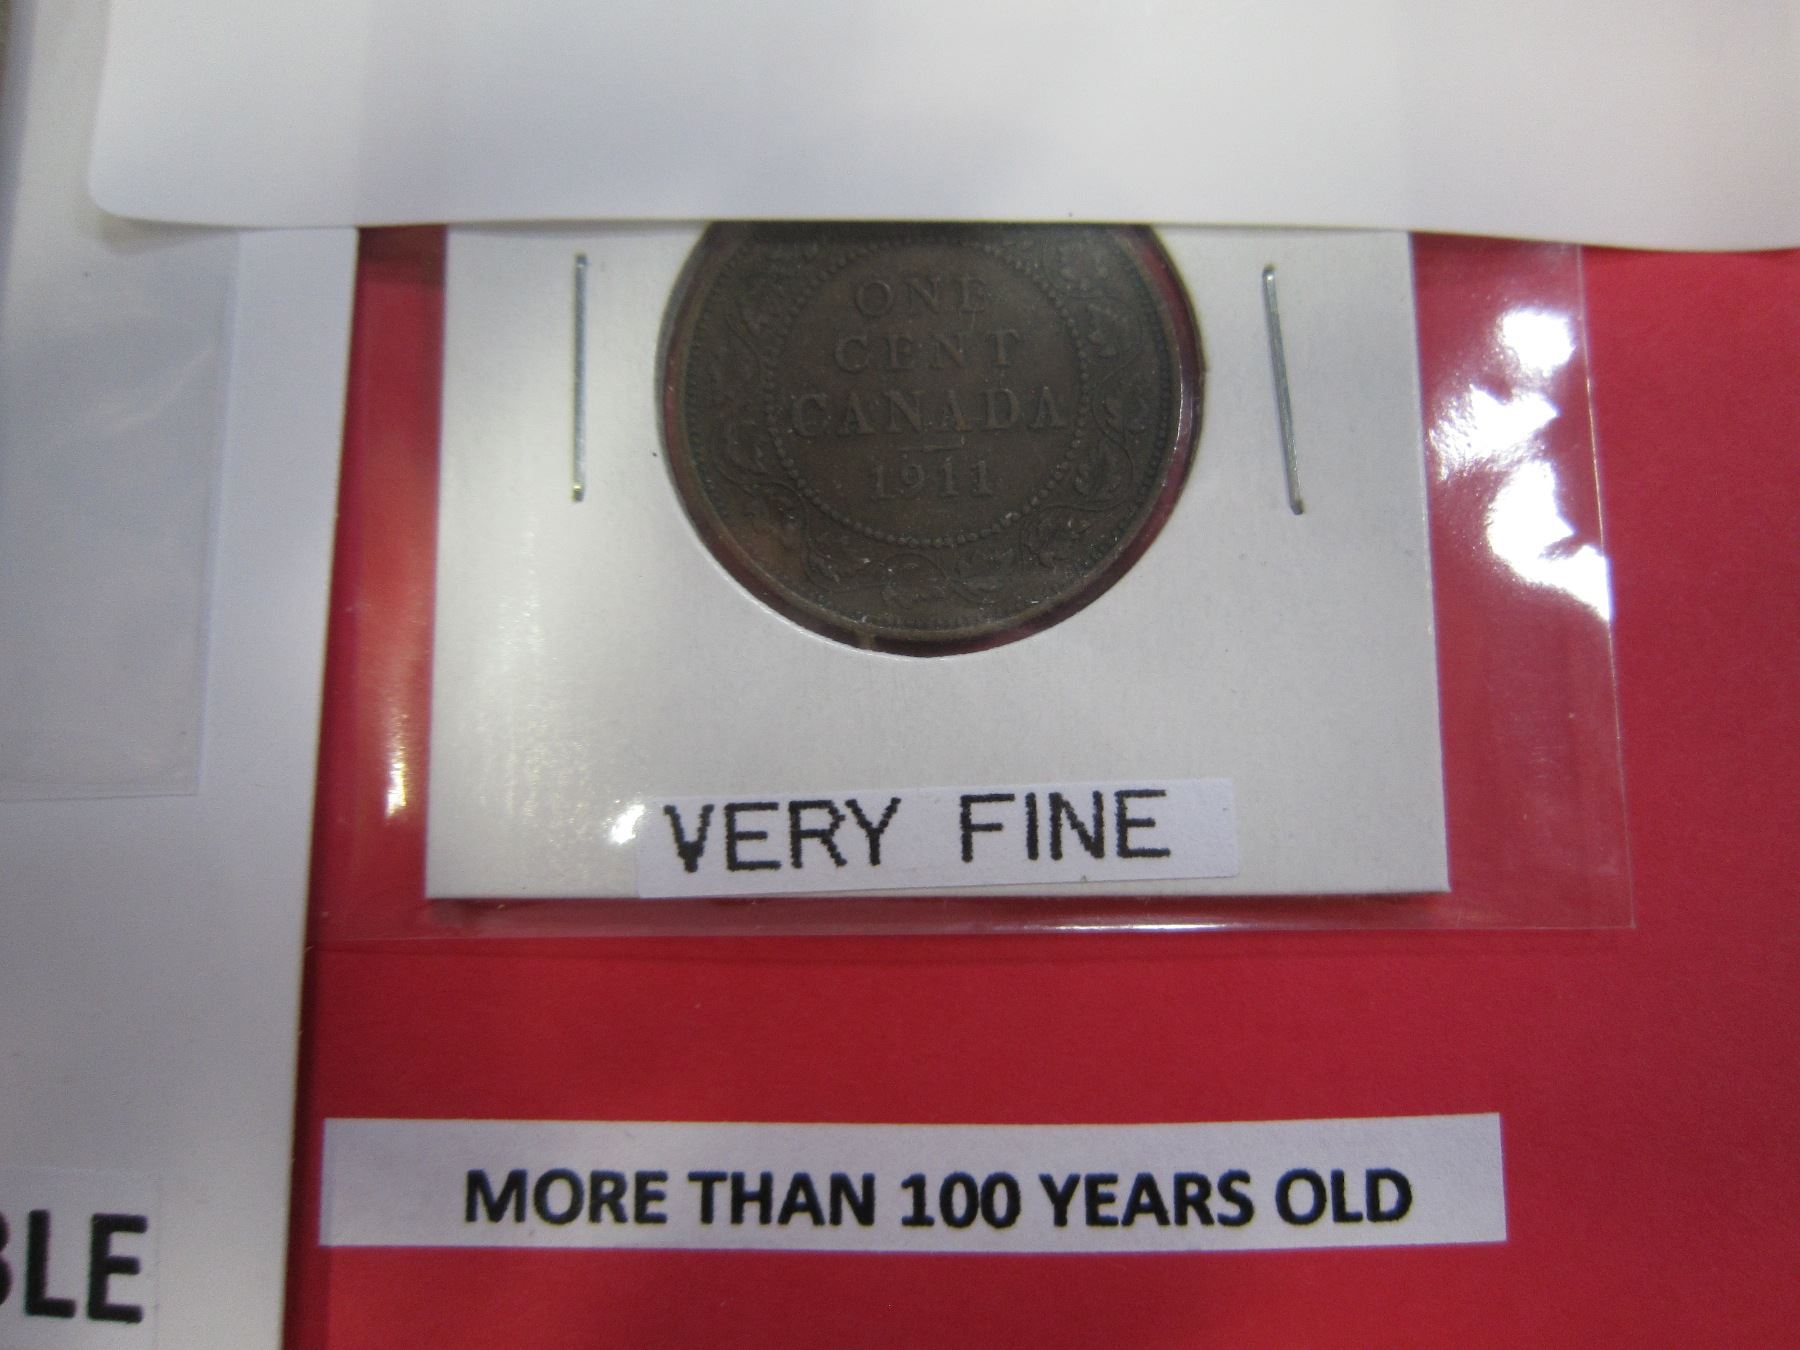 ONE
CENT
CANADA
1911
VERY FINE
MORE THAN 100 YEARS OLD
BLE